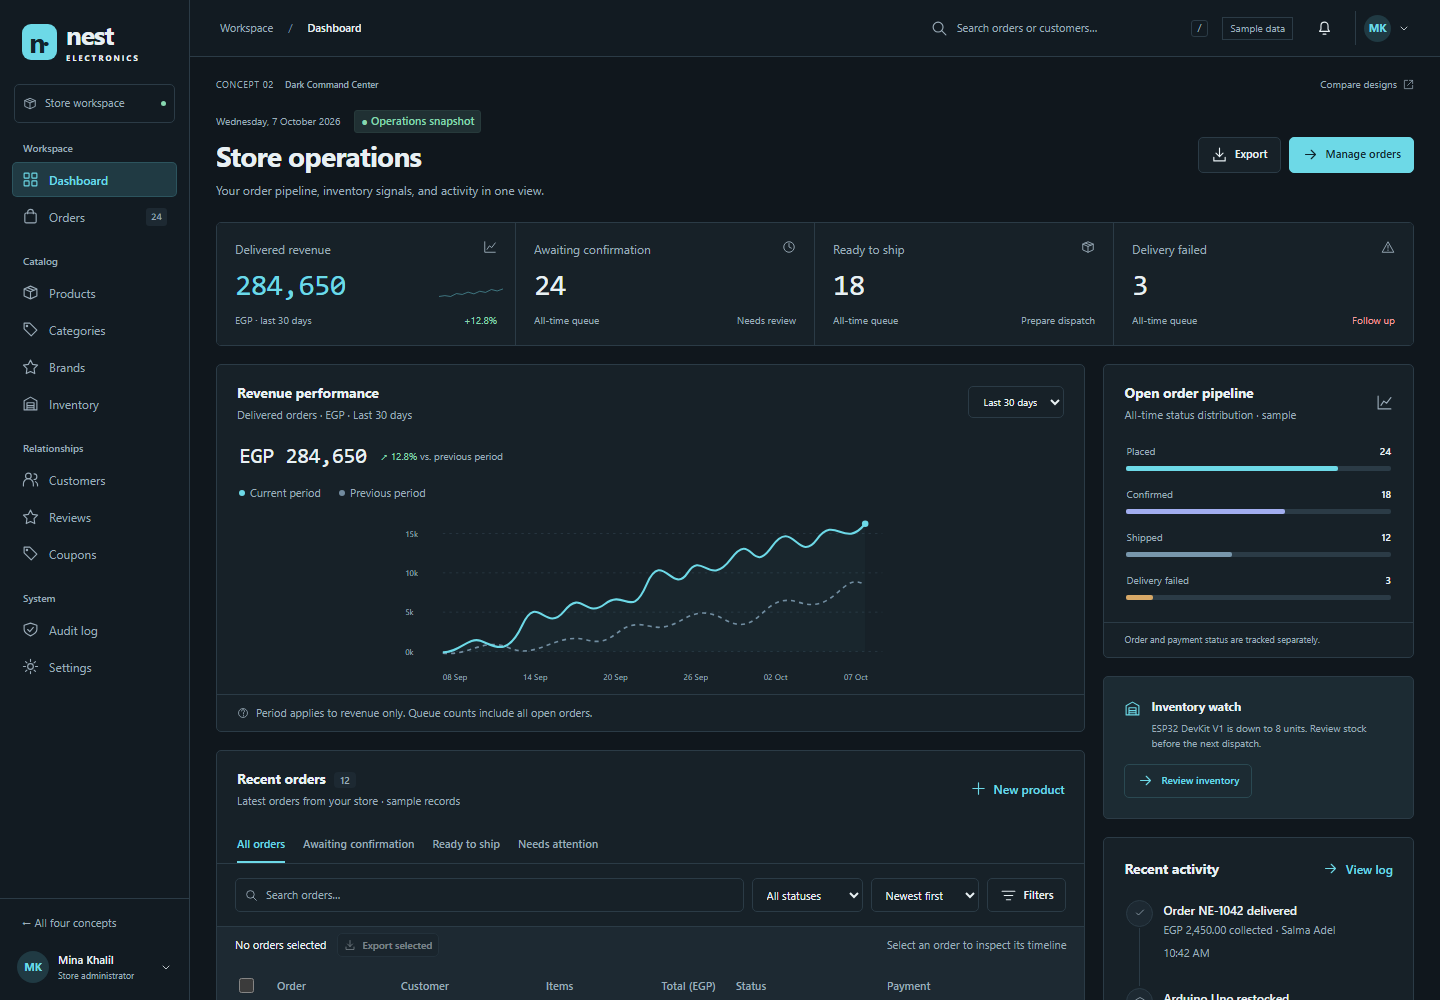 nest
ELECTRONICS
Store workspace
Workspace
Dashboard
Orders 24
Catalog
Products
Categories
Brands
Inventory
Relationships
Customers
Reviews
Coupons
System
Audit log
Settings
← All four concepts
MK
Mina Khalil
Store administrator
Workspace / Dashboard
Search orders or customers...
/
Sample data
MK
CONCEPT 02 Dark Command Center
Compare designs
Wednesday, 7 October 2026
Operations snapshot
Store operations
Your order pipeline, inventory signals, and activity in one view.
Export
Manage orders
Delivered revenue
284,650
EGP · last 30 days
+12.8%
Awaiting confirmation
24
All-time queue
Needs review
Ready to ship
18
All-time queue
Prepare dispatch
Delivery failed
3
All-time queue
Follow up
Revenue performance
Delivered orders · EGP · Last 30 days
Last 30 days
EGP 284,650
↗ 12.8% vs. previous period
Current period
Previous period
15k
10k
5k
0k
08 Sep
14 Sep
20 Sep
26 Sep
02 Oct
07 Oct
Period applies to revenue only. Queue counts include all open orders.
Open order pipeline
All-time status distribution · sample
Placed 24
Confirmed 18
Shipped 12
Delivery failed 3
Order and payment status are tracked separately.
Inventory watch
ESP32 DevKit V1 is down to 8 units. Review stock
before the next dispatch.
Review inventory
Recent orders 12
Latest orders from your store · sample records
New product
All orders
Awaiting confirmation
Ready to ship
Needs attention
Search orders...
All statuses
Newest first
Filters
No orders selected
Export selected
Select an order to inspect its timeline
Order
Customer
Items
Total (EGP)
Status
Payment
Recent activity
View log
Order NE-1042 delivered
EGP 2,450.00 collected · Salma Adel
10:42 AM
Arduino Uno restocked